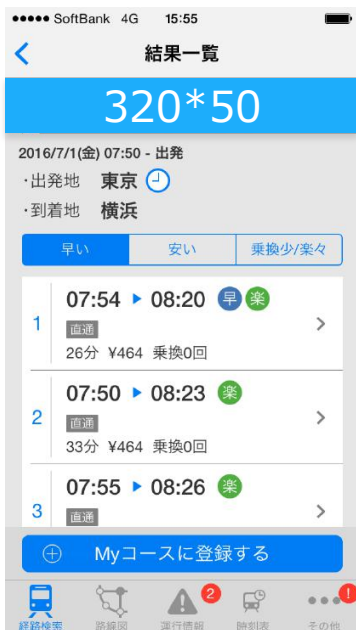 SoftBank 4G 15:55
結果一覧
320*50
2016/7/1(金) 07:50 - 出発
·出発地 東京
·到着地 横浜
早い 安い 乗換少/楽々
07:54 ▶ 08:20 早 楽
1
直通
26分 ¥464 乗換0回
07:50 ▶ 08:23 楽
2
直通
33分 ¥464 乗換0回
07:55 ▶ 08:26 楽
3
直通
Myコースに登録する
2 !
経路検索 路線図 運行情報 時刻表 その他